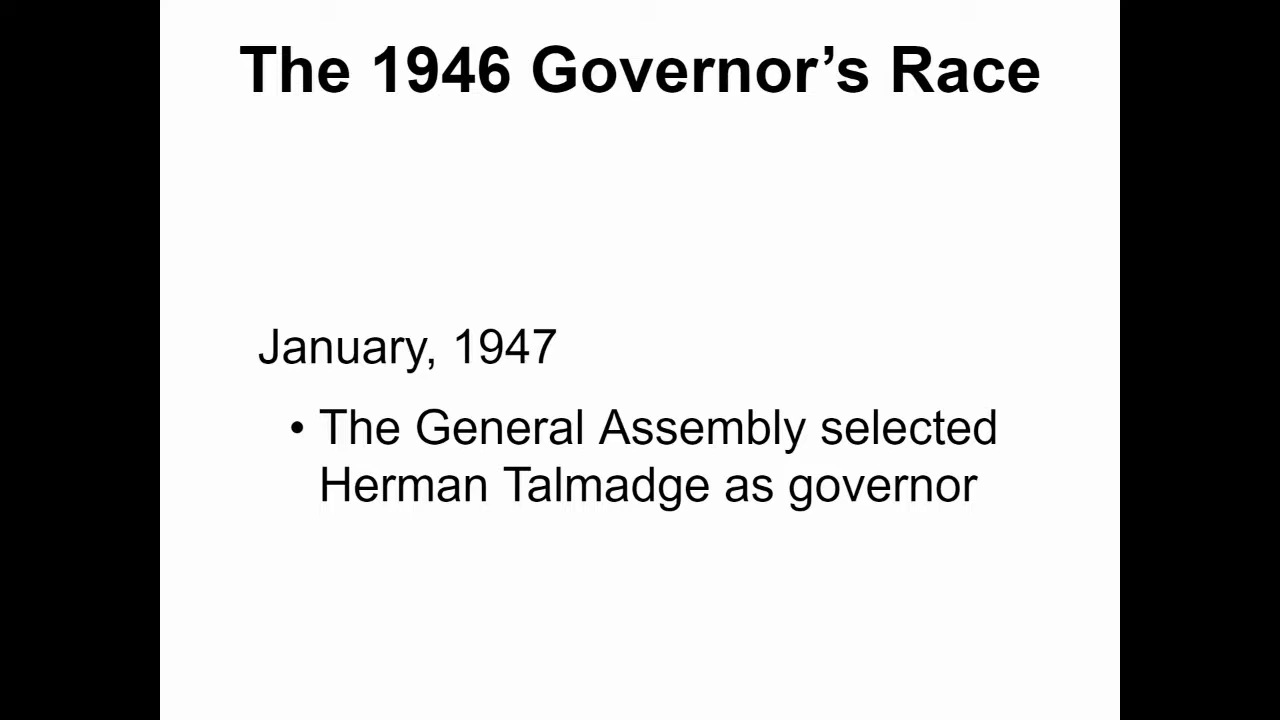 The 1946 Governor’s Race
January, 1947
• The General Assembly selected
Herman Talmadge as governor